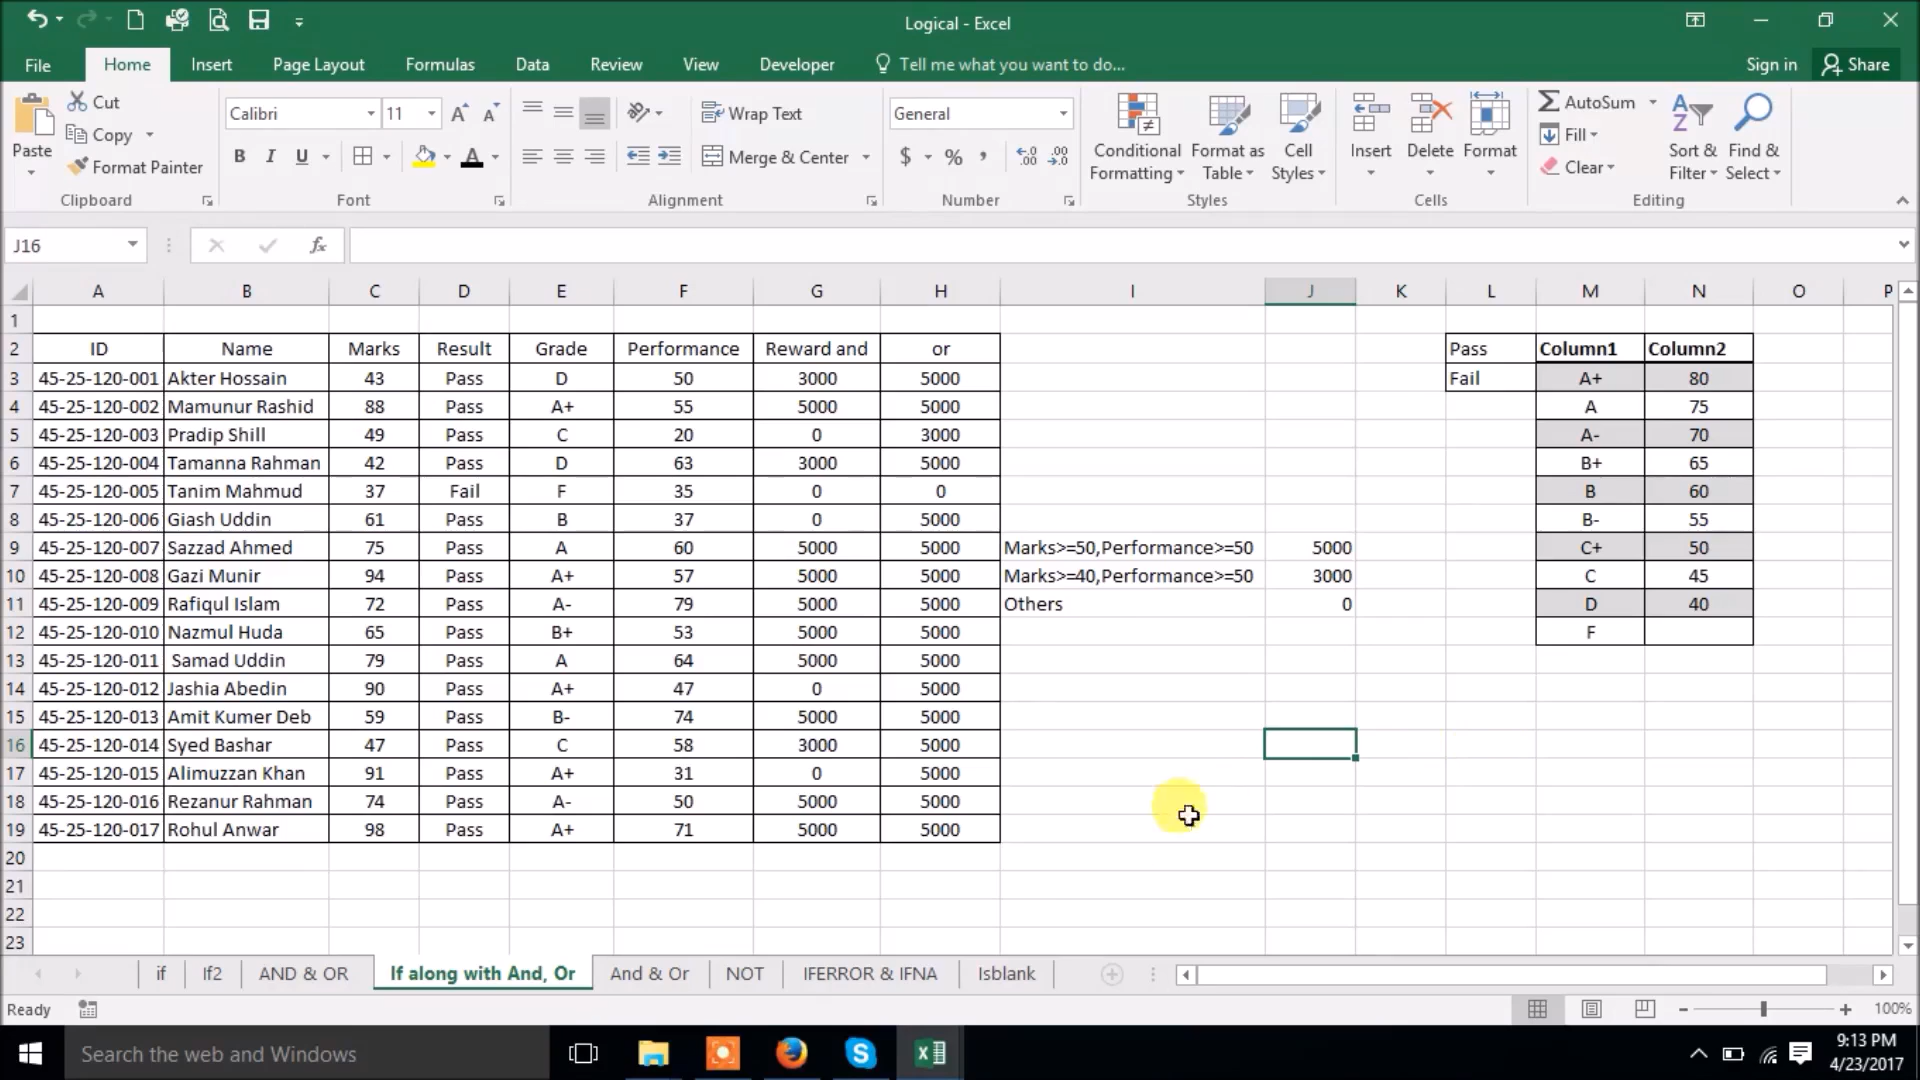 Logical - Excel
File Home Insert Page Layout Formulas Data Review View Developer Tell me what you want to do... Sign in Share
Paste Cut Copy Format Painter
Clipboard
Calibri 11
B I U A
Font
Wrap Text
Merge & Center
Alignment
General
$ % ,
Number
Conditional Formatting Format as Table Cell Styles
Styles
Insert Delete Format
Cells
AutoSum
Fill
Clear
Sort & Filter Find & Select
Editing
J16 fx
A B C D E F G H I J K L M N O P
1
2 ID Name Marks Result Grade Performance Reward and or Pass Column1 Column2
3 45-25-120-001 Akter Hossain 43 Pass D 50 3000 5000 Fail A+ 80
4 45-25-120-002 Mamunur Rashid 88 Pass A+ 55 5000 5000 A 75
5 45-25-120-003 Pradip Shill 49 Pass C 20 0 3000 A- 70
6 45-25-120-004 Tamanna Rahman 42 Pass D 63 3000 5000 B+ 65
7 45-25-120-005 Tanim Mahmud 37 Fail F 35 0 0 B 60
8 45-25-120-006 Giash Uddin 61 Pass B 37 0 5000 B- 55
9 45-25-120-007 Sazzad Ahmed 75 Pass A 60 5000 5000 Marks>=50,Performance>=50 5000 C+ 50
10 45-25-120-008 Gazi Munir 94 Pass A+ 57 5000 5000 Marks>=40,Performance>=50 3000 C 45
11 45-25-120-009 Rafiqul Islam 72 Pass A- 79 5000 5000 Others 0 D 40
12 45-25-120-010 Nazmul Huda 65 Pass B+ 53 5000 5000 F
13 45-25-120-011 Samad Uddin 79 Pass A 64 5000 5000
14 45-25-120-012 Jashia Abedin 90 Pass A+ 47 0 5000
15 45-25-120-013 Amit Kumer Deb 59 Pass B- 74 5000 5000
16 45-25-120-014 Syed Bashar 47 Pass C 58 3000 5000
17 45-25-120-015 Alimuzzan Khan 91 Pass A+ 31 0 5000
18 45-25-120-016 Rezanur Rahman 74 Pass A- 50 5000 5000
19 45-25-120-017 Rohul Anwar 98 Pass A+ 71 5000 5000
20
21
22
23
if If2 AND & OR If along with And, Or And & Or NOT IFERROR & IFNA Isblank
Ready 100%
Search the web and Windows
9:13 PM
4/23/2017